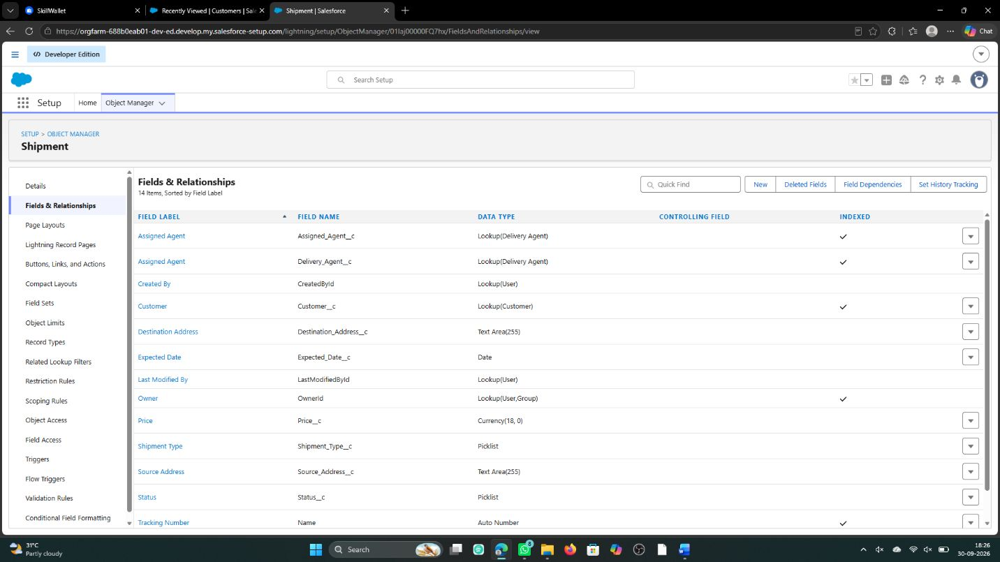 SkillWallet
Recently Viewed | Customers | Sale
Shipment | Salesforce
https://orgfarm-688b0eab01-dev-ed.develop.my.salesforce-setup.com/lightning/setup/ObjectManager/01Iaj00000FQ7hx/FieldsAndRelationships/view
Chat
Developer Edition
Search Setup
Setup
Home
Object Manager
SETUP > OBJECT MANAGER
Shipment
Details
Fields & Relationships
Page Layouts
Lightning Record Pages
Buttons, Links, and Actions
Compact Layouts
Field Sets
Object Limits
Record Types
Related Lookup Filters
Restriction Rules
Scoping Rules
Object Access
Field Access
Triggers
Flow Triggers
Validation Rules
Conditional Field Formatting
Fields & Relationships
14 Items, Sorted by Field Label
Quick Find
New
Deleted Fields
Field Dependencies
Set History Tracking
FIELD LABEL FIELD NAME DATA TYPE CONTROLLING FIELD INDEXED
Assigned Agent Assigned_Agent__c Lookup(Delivery Agent)
Assigned Agent Delivery_Agent__c Lookup(Delivery Agent)
Created By CreatedById Lookup(User)
Customer Customer__c Lookup(Customer)
Destination Address Destination_Address__c Text Area(255)
Expected Date Expected_Date__c Date
Last Modified By LastModifiedById Lookup(User)
Owner OwnerId Lookup(User,Group)
Price Price__c Currency(18, 0)
Shipment Type Shipment_Type__c Picklist
Source Address Source_Address__c Text Area(255)
Status Status__c Picklist
Tracking Number Name Auto Number
31°C
Partly cloudy
Search
8
18:26
30-09-2026